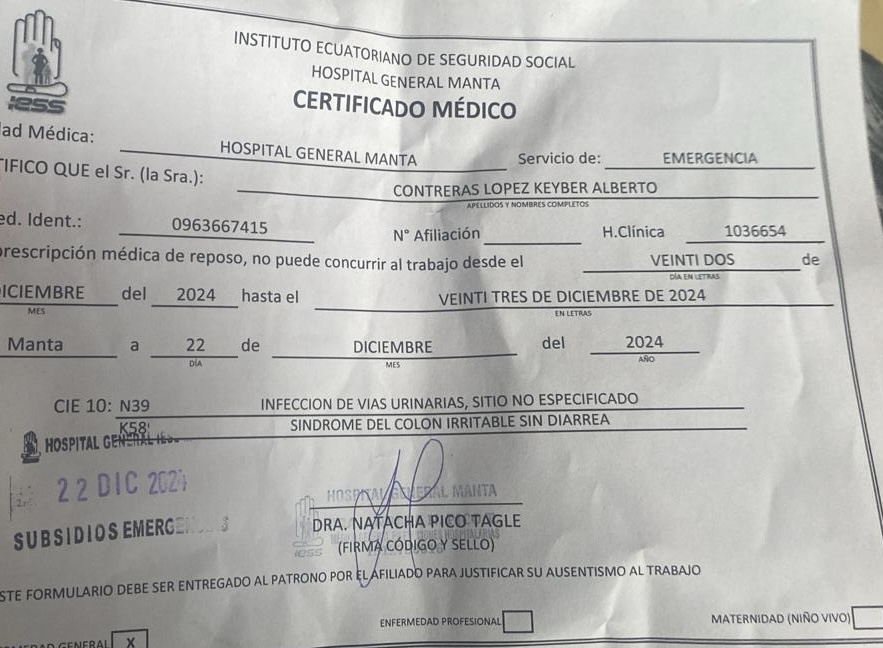 INSTITUTO ECUATORIANO DE SEGURIDAD SOCIAL
HOSPITAL GENERAL MANTA
CERTIFICADO MÉDICO
iess
dad Médica: HOSPITAL GENERAL MANTA Servicio de: EMERGENCIA
TIFICO QUE el Sr. (la Sra.): CONTRERAS LOPEZ KEYBER ALBERTO
APELLIDOS Y NOMBRES COMPLETOS
ed. Ident.: 0963667415 N° Afiliación H.Clínica 1036654
prescripción médica de reposo, no puede concurrir al trabajo desde el VEINTI DOS de
DÍA EN LETRAS
ICIEMBRE del 2024 hasta el VEINTI TRES DE DICIEMBRE DE 2024
MES EN LETRAS
Manta a 22 de DICIEMBRE del 2024
DÍA MES AÑO
CIE 10: N39 INFECCION DE VIAS URINARIAS, SITIO NO ESPECIFICADO
K58 SINDROME DEL COLON IRRITABLE SIN DIARREA
HOSPITAL GENERAL IESS
22 DIC 2024
HOSPITAL GENERAL MANTA
SUBSIDIOS
DRA. NATACHA PICO TAGLE
iess
(FIRMA CÓDIGO Y SELLO)
STE FORMULARIO DEBE SER ENTREGADO AL PATRONO POR EL AFILIADO PARA JUSTIFICAR SU AUSENTISMO AL TRABAJO
GENERAL X ENFERMEDAD PROFESIONAL MATERNIDAD (NIÑO VIVO)